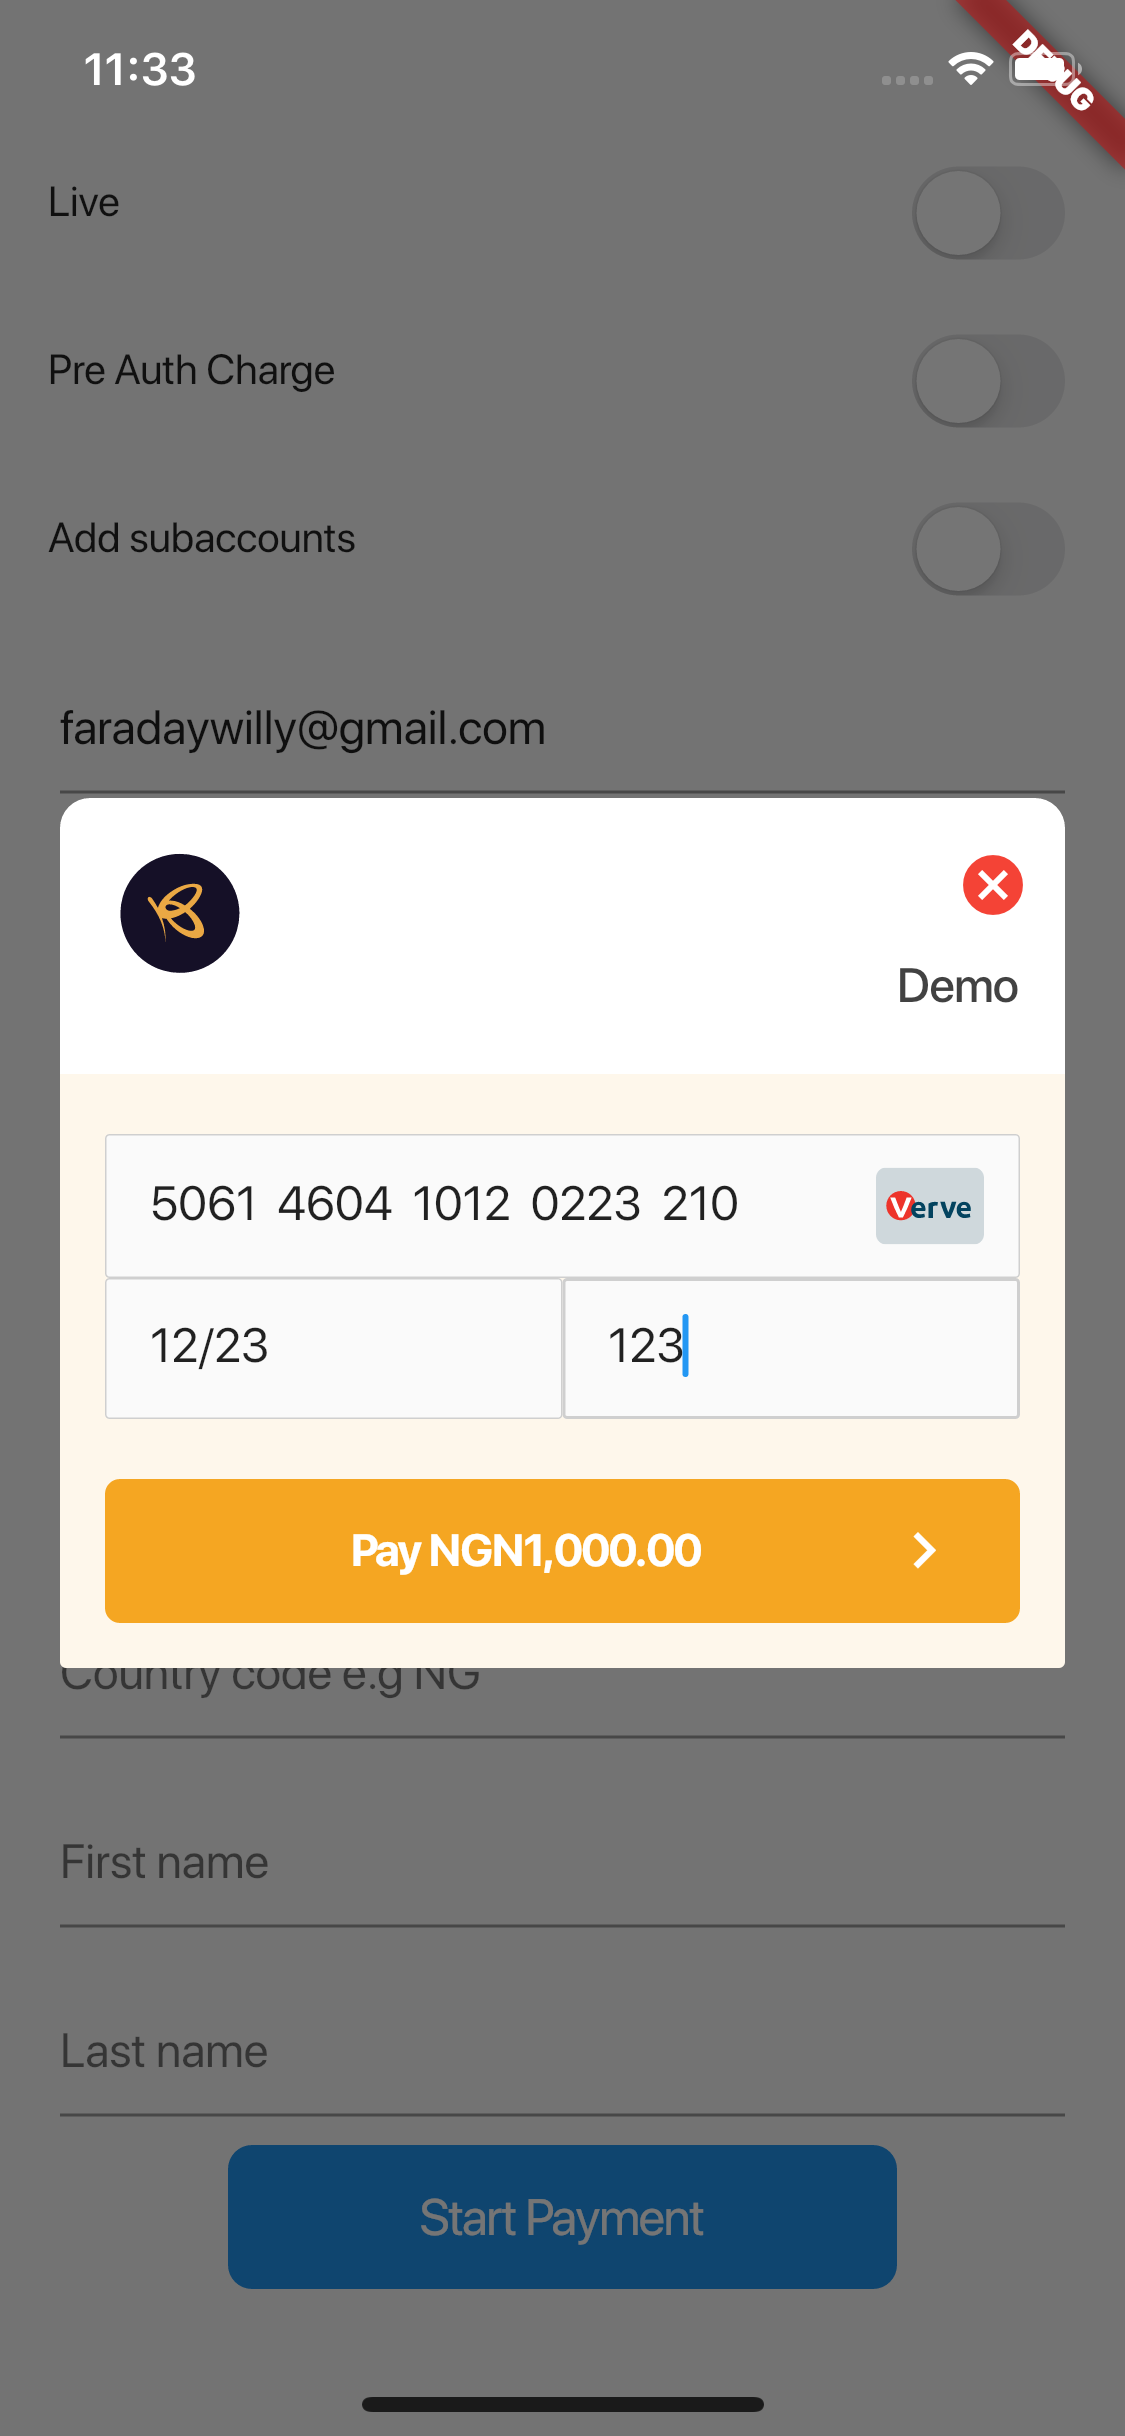 11:33
DEBUG
Live
Pre Auth Charge
Add subaccounts
faradaywilly@gmail.com
Demo
5061 4604 1012 0223 210
Verve
12/23
123
Pay NGN1,000.00
Country code e.g NG
First name
Last name
Start Payment